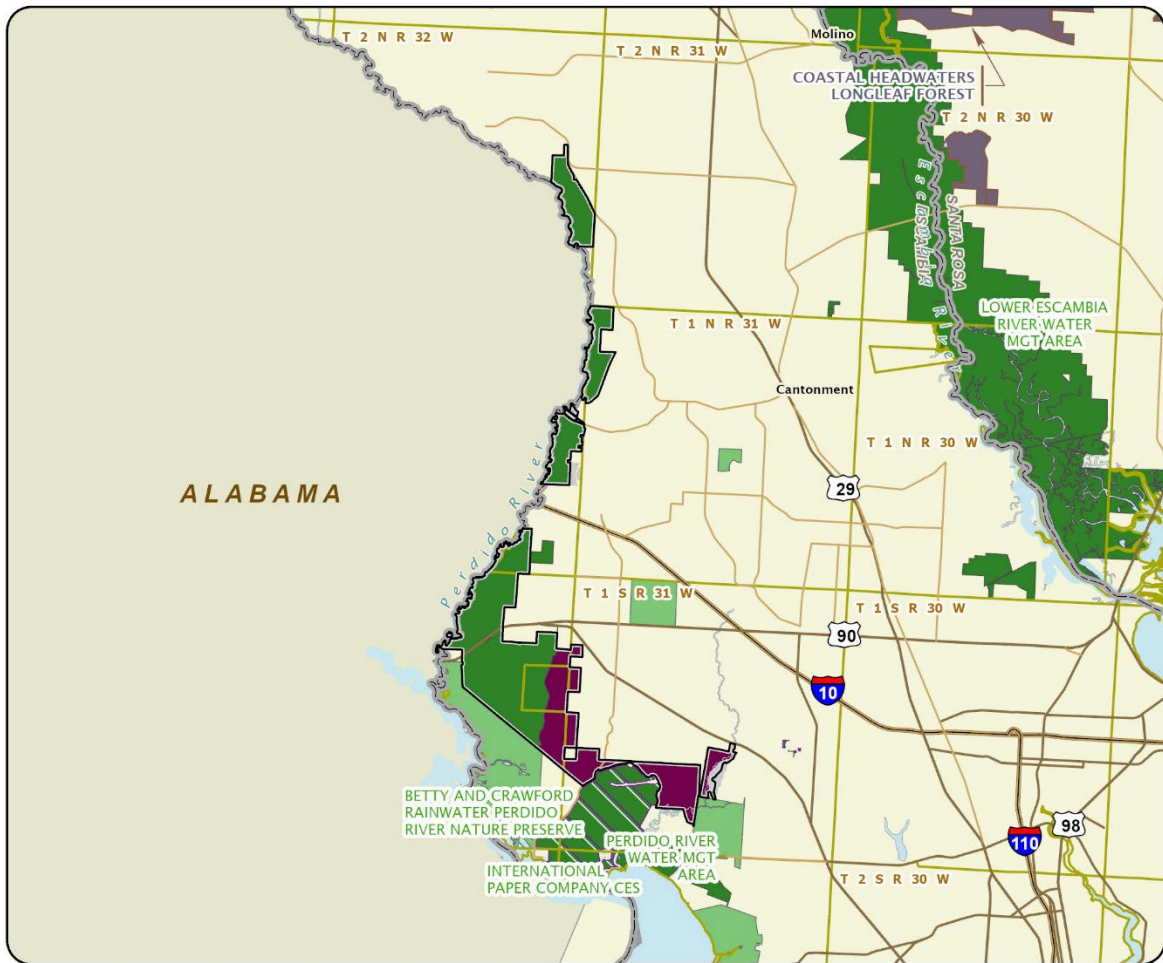 T 2 N R 32 W
T 2 N R 31 W
Molino
COASTAL HEADWATERS
LONGLEAF FOREST
T 2 N R 30 W
Escambia River
ESCAMBIA
SANTA ROSA
LOWER ESCAMBIA
RIVER WATER
MGT AREA
T 1 N R 31 W
Cantonment
T 1 N R 30 W
ALABAMA
Perdido River
29
T 1 S R 31 W
T 1 S R 30 W
90
10
BETTY AND CRAWFORD
RAINWATER PERDIDO
RIVER NATURE PRESERVE
PERDIDO RIVER
WATER MGT
AREA
INTERNATIONAL
PAPER COMPANY CES
110
98
T 2 S R 30 W